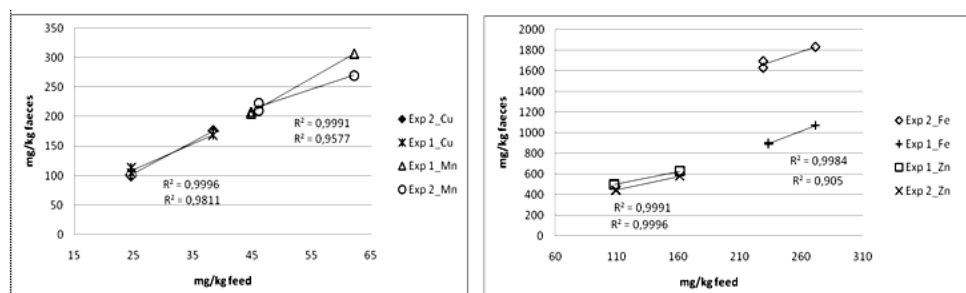 350
300
250
200
150
100
50
0
mg/kg faeces
15 25 35 45 55 65
mg/kg feed
R² = 0,9991
R² = 0,9577
R² = 0,9996
R² = 0,9811
Exp 2_Cu
Exp 1_Cu
Exp 1_Mn
Exp 2_Mn
2000
1800
1600
1400
1200
1000
800
600
400
200
0
mg/kg faeces
60 110 160 210 260 310
mg/kg feed
R² = 0,9984
R² = 0,905
R² = 0,9991
R² = 0,9996
Exp 2_Fe
Exp 1_Fe
Exp 1_Zn
Exp 2_Zn